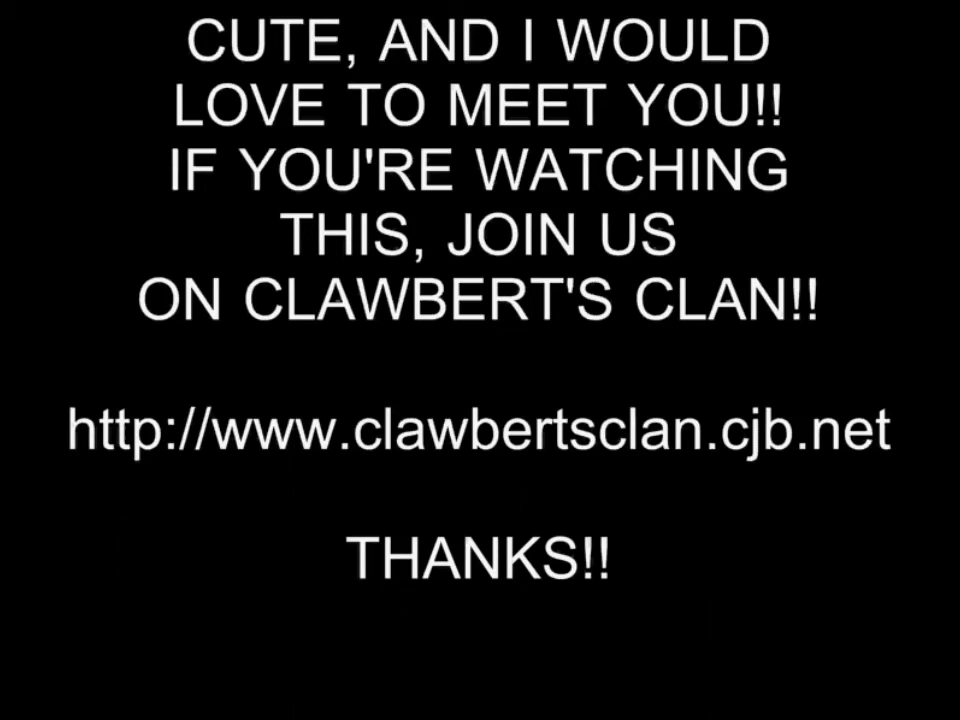 CUTE, AND I WOULD
LOVE TO MEET YOU!!
IF YOU'RE WATCHING
THIS, JOIN US
ON CLAWBERT'S CLAN!!
http://www.clawbertsclan.cjb.net
THANKS!!